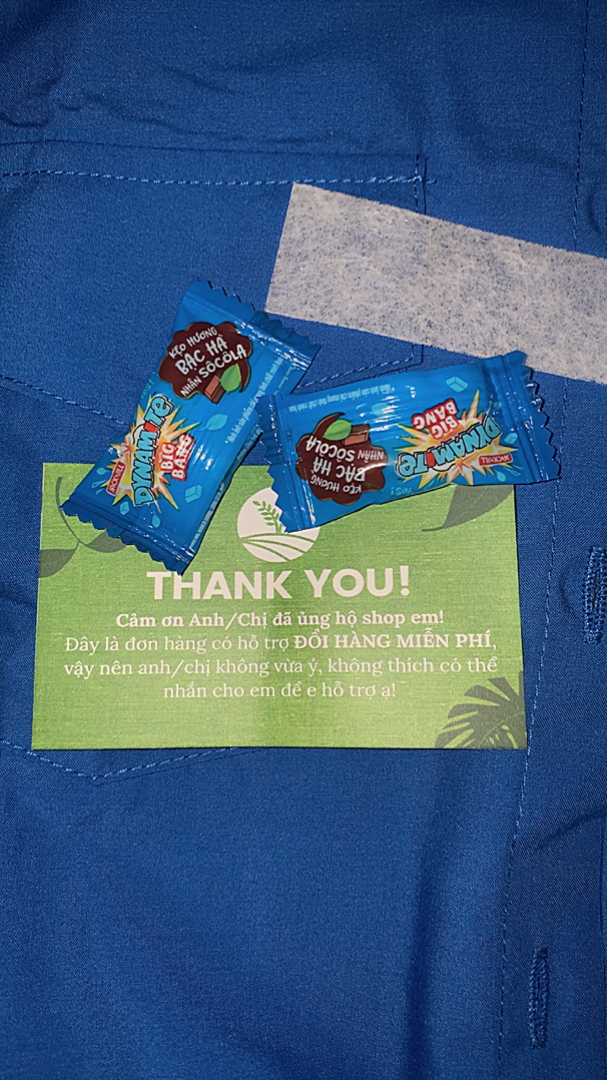 KẸO HƯƠNG
BẠC HÀ
NHÂN SÔCÔLA
DYNAMITE
BIG
BANG
KẸO HƯƠNG
BẠC HÀ
NHÂN SÔCÔLA
DYNAMITE
BIG
BANG
THANK YOU!
Cảm ơn Anh/Chị đã ủng hộ shop em!
Đây là đơn hàng có hỗ trợ ĐỔI HÀNG MIỄN PHÍ,
vậy nên anh/chị không vừa ý, không thích có thể
nhắn cho em để e hỗ trợ ạ!